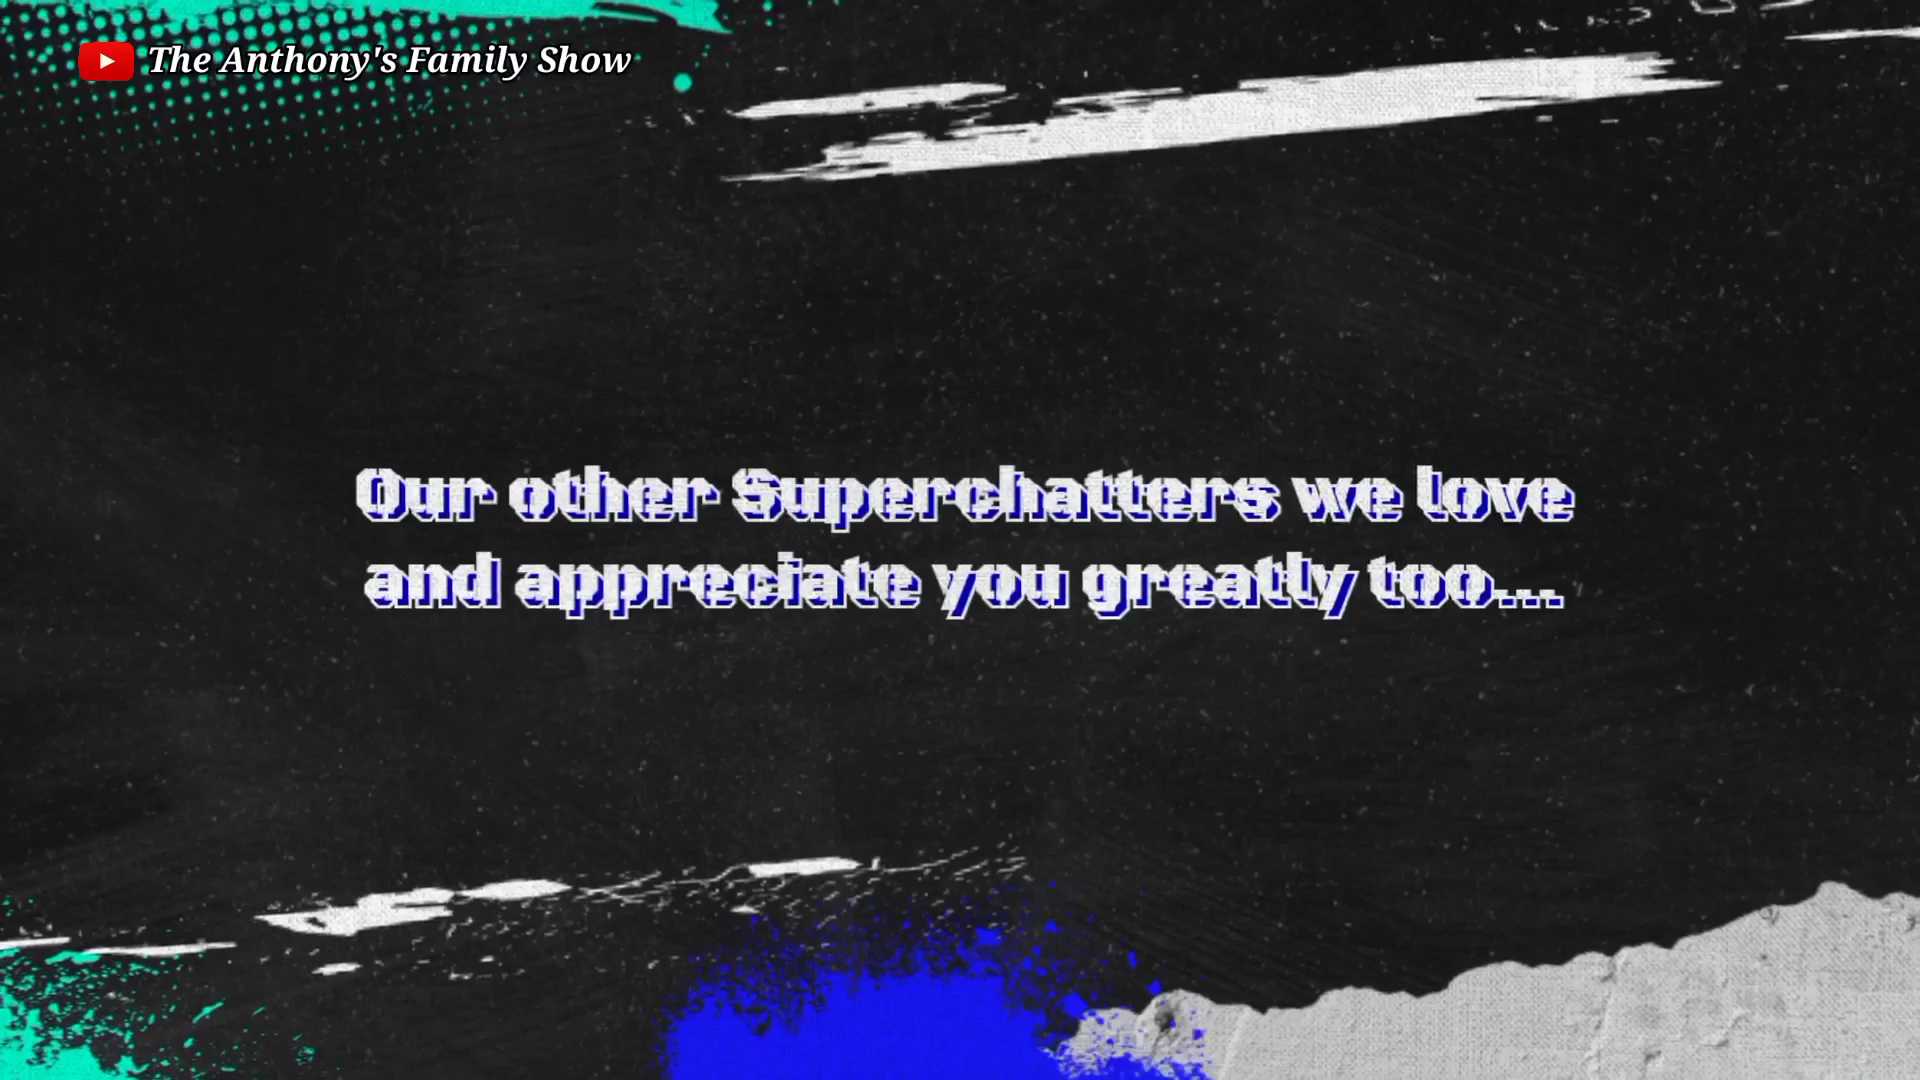 The Anthony's Family Show
Our other Superchatters we love
and appreciate you greatly too...